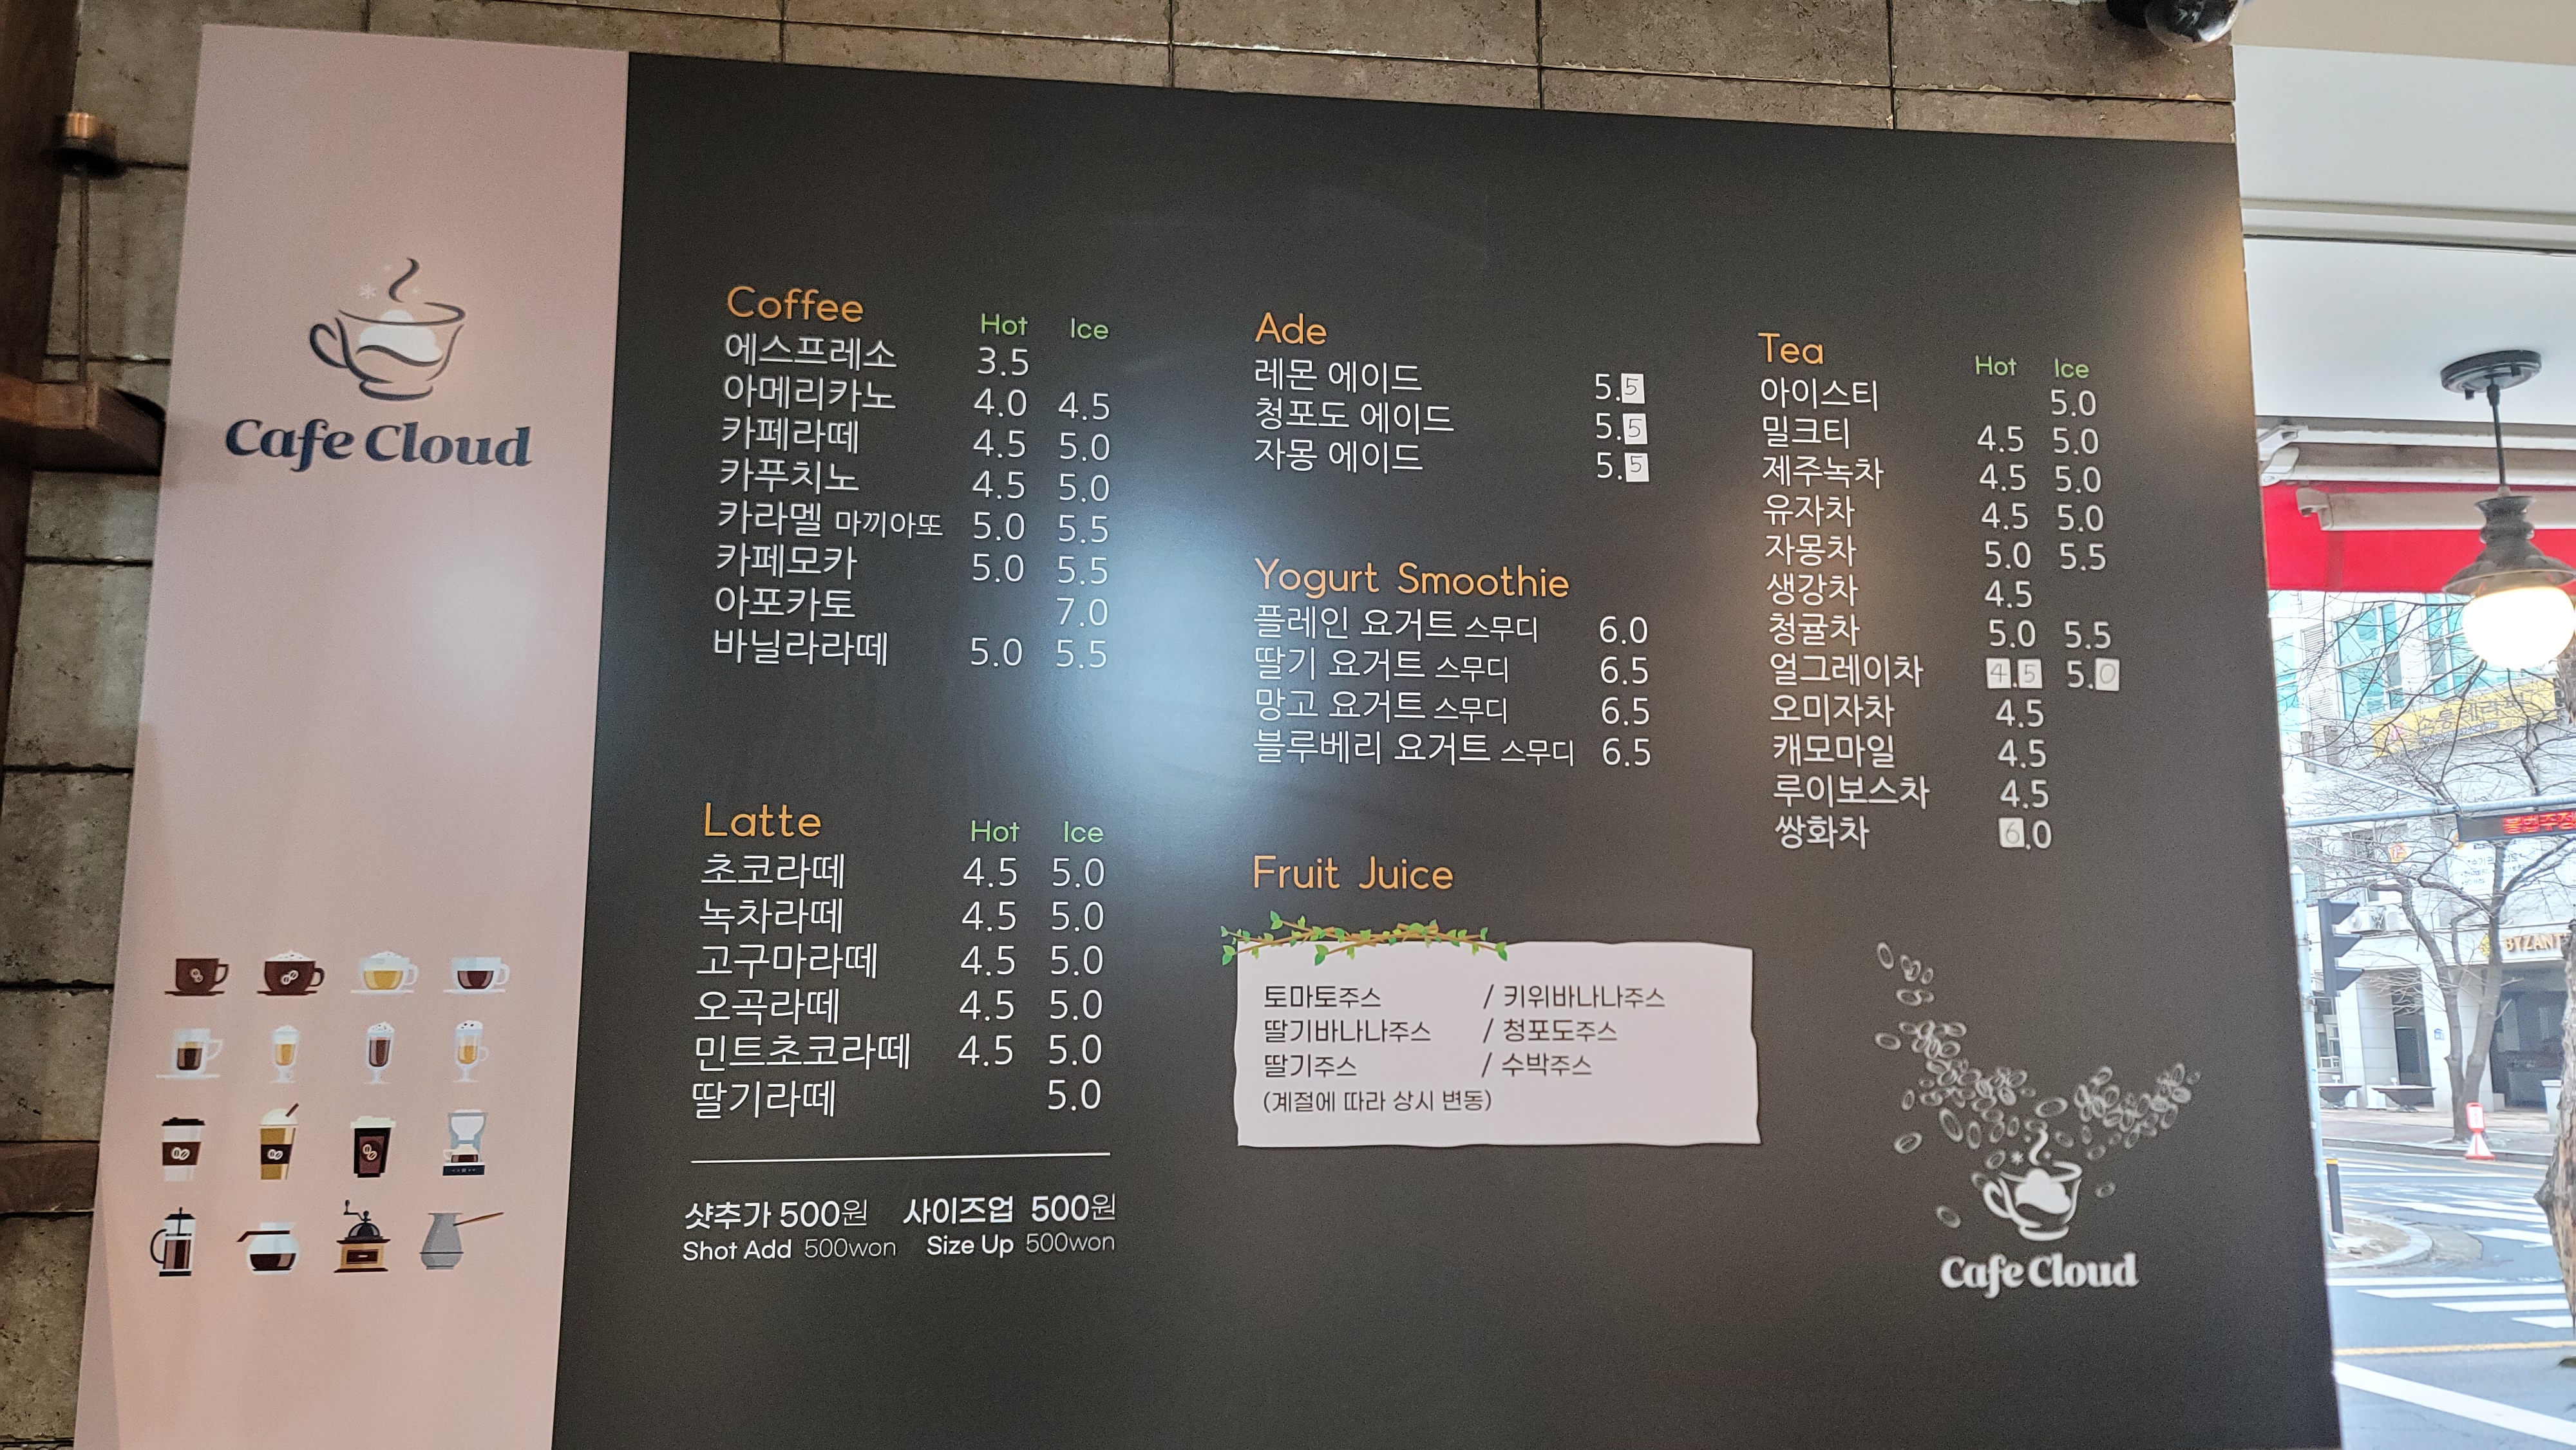 Cafe Cloud
Coffee Hot Ice
에스프레소 3.5
아메리카노 4.0 4.5
카페라떼 4.5 5.0
카푸치노 4.5 5.0
카라멜 마끼아또 5.0 5.5
카페모카 5.0 5.5
아포카토 7.0
바닐라라떼 5.0 5.5
Latte Hot Ice
초코라떼 4.5 5.0
녹차라떼 4.5 5.0
고구마라떼 4.5 5.0
오곡라떼 4.5 5.0
민트초코라떼 4.5 5.0
딸기라떼 5.0
샷추가 500원 사이즈업 500원
Shot Add 500won Size Up 500won
Ade
레몬 에이드 5.5
청포도 에이드 5.5
자몽 에이드 5.5
Yogurt Smoothie
플레인 요거트 스무디 6.0
딸기 요거트 스무디 6.5
망고 요거트 스무디 6.5
블루베리 요거트 스무디 6.5
Fruit Juice
토마토주스 / 키위바나나주스
딸기바나나주스 / 청포도주스
딸기주스 / 수박주스
(계절에 따라 상시 변동)
Tea Hot Ice
아이스티 5.0
밀크티 4.5 5.0
제주녹차 4.5 5.0
유자차 4.5 5.0
자몽차 5.0 5.5
생강차 4.5
청귤차 5.0 5.5
얼그레이차 4.5 5.0
오미자차 4.5
캐모마일 4.5
루이보스차 4.5
쌍화차 6.0
Cafe Cloud
불법주정